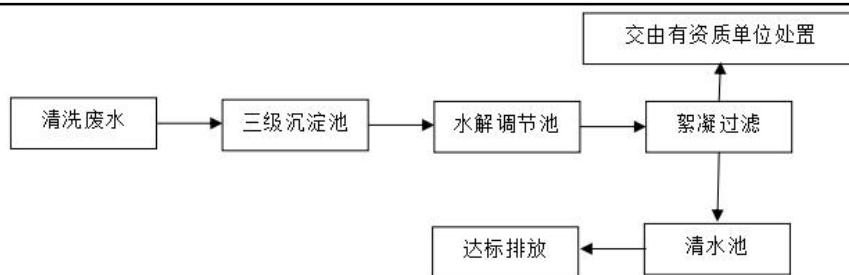 交由有资质单位处置
清洗废水
三级沉淀池
水解调节池
絮凝过滤
达标排放
清水池